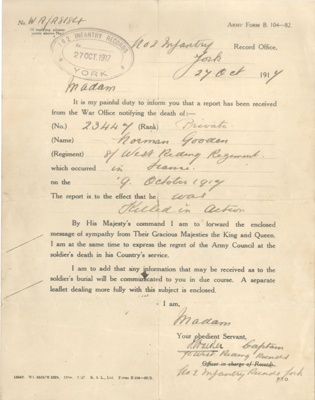 ARMY FORM B. 104—82.
No.
No 2 Infantry Record Office,
INFANTRY RECORDS
27 OCT 1917
YORK
York
27 Oct 1917
Madam
It is my painful duty to inform you that a report has been received
from the War Office notifying the death of:—
(No.) 23447 (Rank) Private
(Name) Norman Gooden
(Regiment) 8/ West Riding Regiment
which occurred in France
on the 9. October 1917
The report is to the effect that he was
Killed in Action
By His Majesty's command I am to forward the enclosed
message of sympathy from Their Gracious Majesties the King and Queen.
I am at the same time to express the regret of the Army Council at the
soldier's death in his Country's service.
I am to add that any information that may be received as to the
soldier's burial will be communicated to you in due course. A separate
leaflet dealing more fully with this subject is enclosed.
I am,
Madam
Your obedient Servant,
Captain
West Riding Records
Officer in charge of Records.
No 2 Infantry Records York
P.T.O.